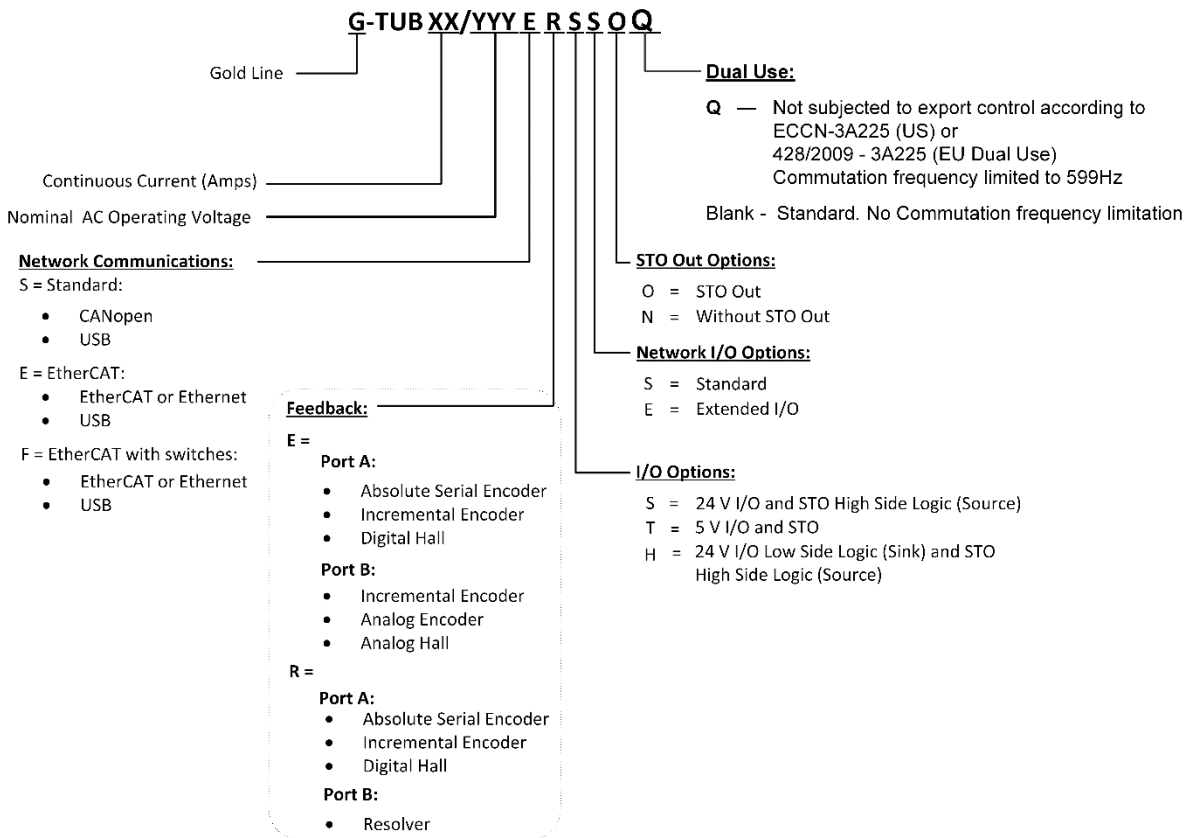 G-TUB XX/YYY E R S S O Q
Gold Line
Continuous Current (Amps)
Nominal AC Operating Voltage
Network Communications:
S = Standard:
• CANopen
• USB
E = EtherCAT:
• EtherCAT or Ethernet
• USB
F = EtherCAT with switches:
• EtherCAT or Ethernet
• USB
Feedback:
E =
Port A:
• Absolute Serial Encoder
• Incremental Encoder
• Digital Hall
Port B:
• Incremental Encoder
• Analog Encoder
• Analog Hall
R =
Port A:
• Absolute Serial Encoder
• Incremental Encoder
• Digital Hall
Port B:
• Resolver
Dual Use:
Q — Not subjected to export control according to
ECCN-3A225 (US) or
428/2009 - 3A225 (EU Dual Use)
Commutation frequency limited to 599Hz
Blank - Standard. No Commutation frequency limitation
STO Out Options:
O = STO Out
N = Without STO Out
Network I/O Options:
S = Standard
E = Extended I/O
I/O Options:
S = 24 V I/O and STO High Side Logic (Source)
T = 5 V I/O and STO
H = 24 V I/O Low Side Logic (Sink) and STO
High Side Logic (Source)